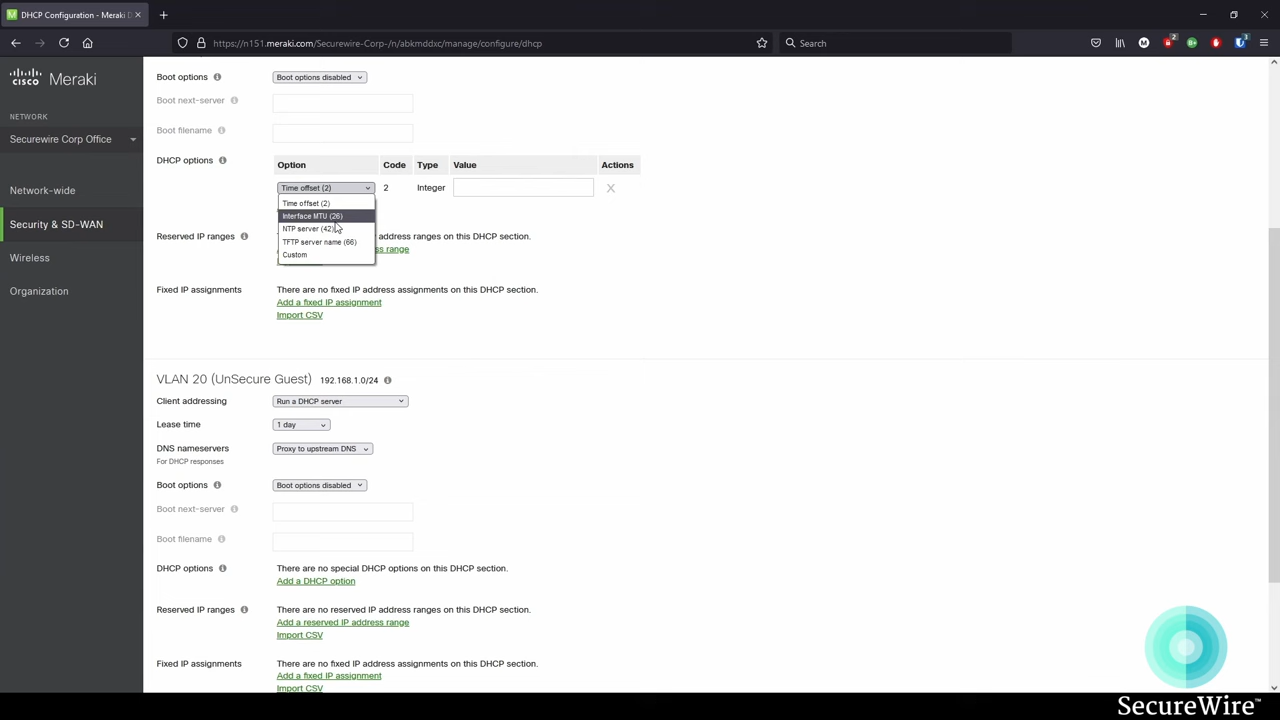 DHCP Configuration - Meraki D
https://n151.meraki.com/Securewire-Corp-/n/abkmddxc/manage/configure/dhcp
Search
cisco Meraki
NETWORK
Securewire Corp Office
Network-wide
Security & SD-WAN
Wireless
Organization
Boot options Boot options disabled
Boot next-server
Boot filename
DHCP options Option Code Type Value Actions
Time offset (2) 2 Integer X
Time offset (2)
Interface MTU (26)
NTP server (42)
TFTP server name (66)
Custom
Reserved IP ranges address ranges on this DHCP section.
ss range
Fixed IP assignments There are no fixed IP address assignments on this DHCP section.
Add a fixed IP assignment
Import CSV
VLAN 20 (UnSecure Guest) 192.168.1.0/24
Client addressing Run a DHCP server
Lease time 1 day
DNS nameservers Proxy to upstream DNS
For DHCP responses
Boot options Boot options disabled
Boot next-server
Boot filename
DHCP options There are no special DHCP options on this DHCP section.
Add a DHCP option
Reserved IP ranges There are no reserved IP address ranges on this DHCP section.
Add a reserved IP address range
Import CSV
Fixed IP assignments There are no fixed IP address assignments on this DHCP section.
Add a fixed IP assignment
Import CSV
SecureWire™